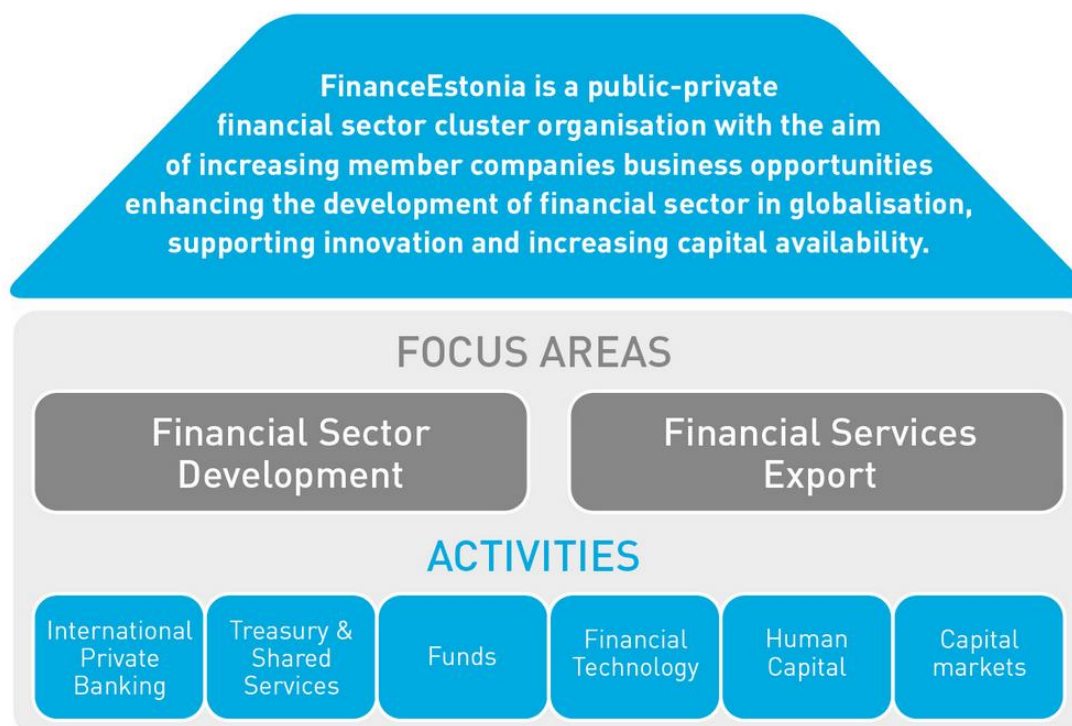 FinanceEstonia is a public-private
financial sector cluster organisation with the aim
of increasing member companies business opportunities
enhancing the development of financial sector in globalisation,
supporting innovation and increasing capital availability.
FOCUS AREAS
Financial Sector
Development
Financial Services
Export
ACTIVITIES
International
Private
Banking
Treasury &
Shared
Services
Funds
Financial
Technology
Human
Capital
Capital
markets